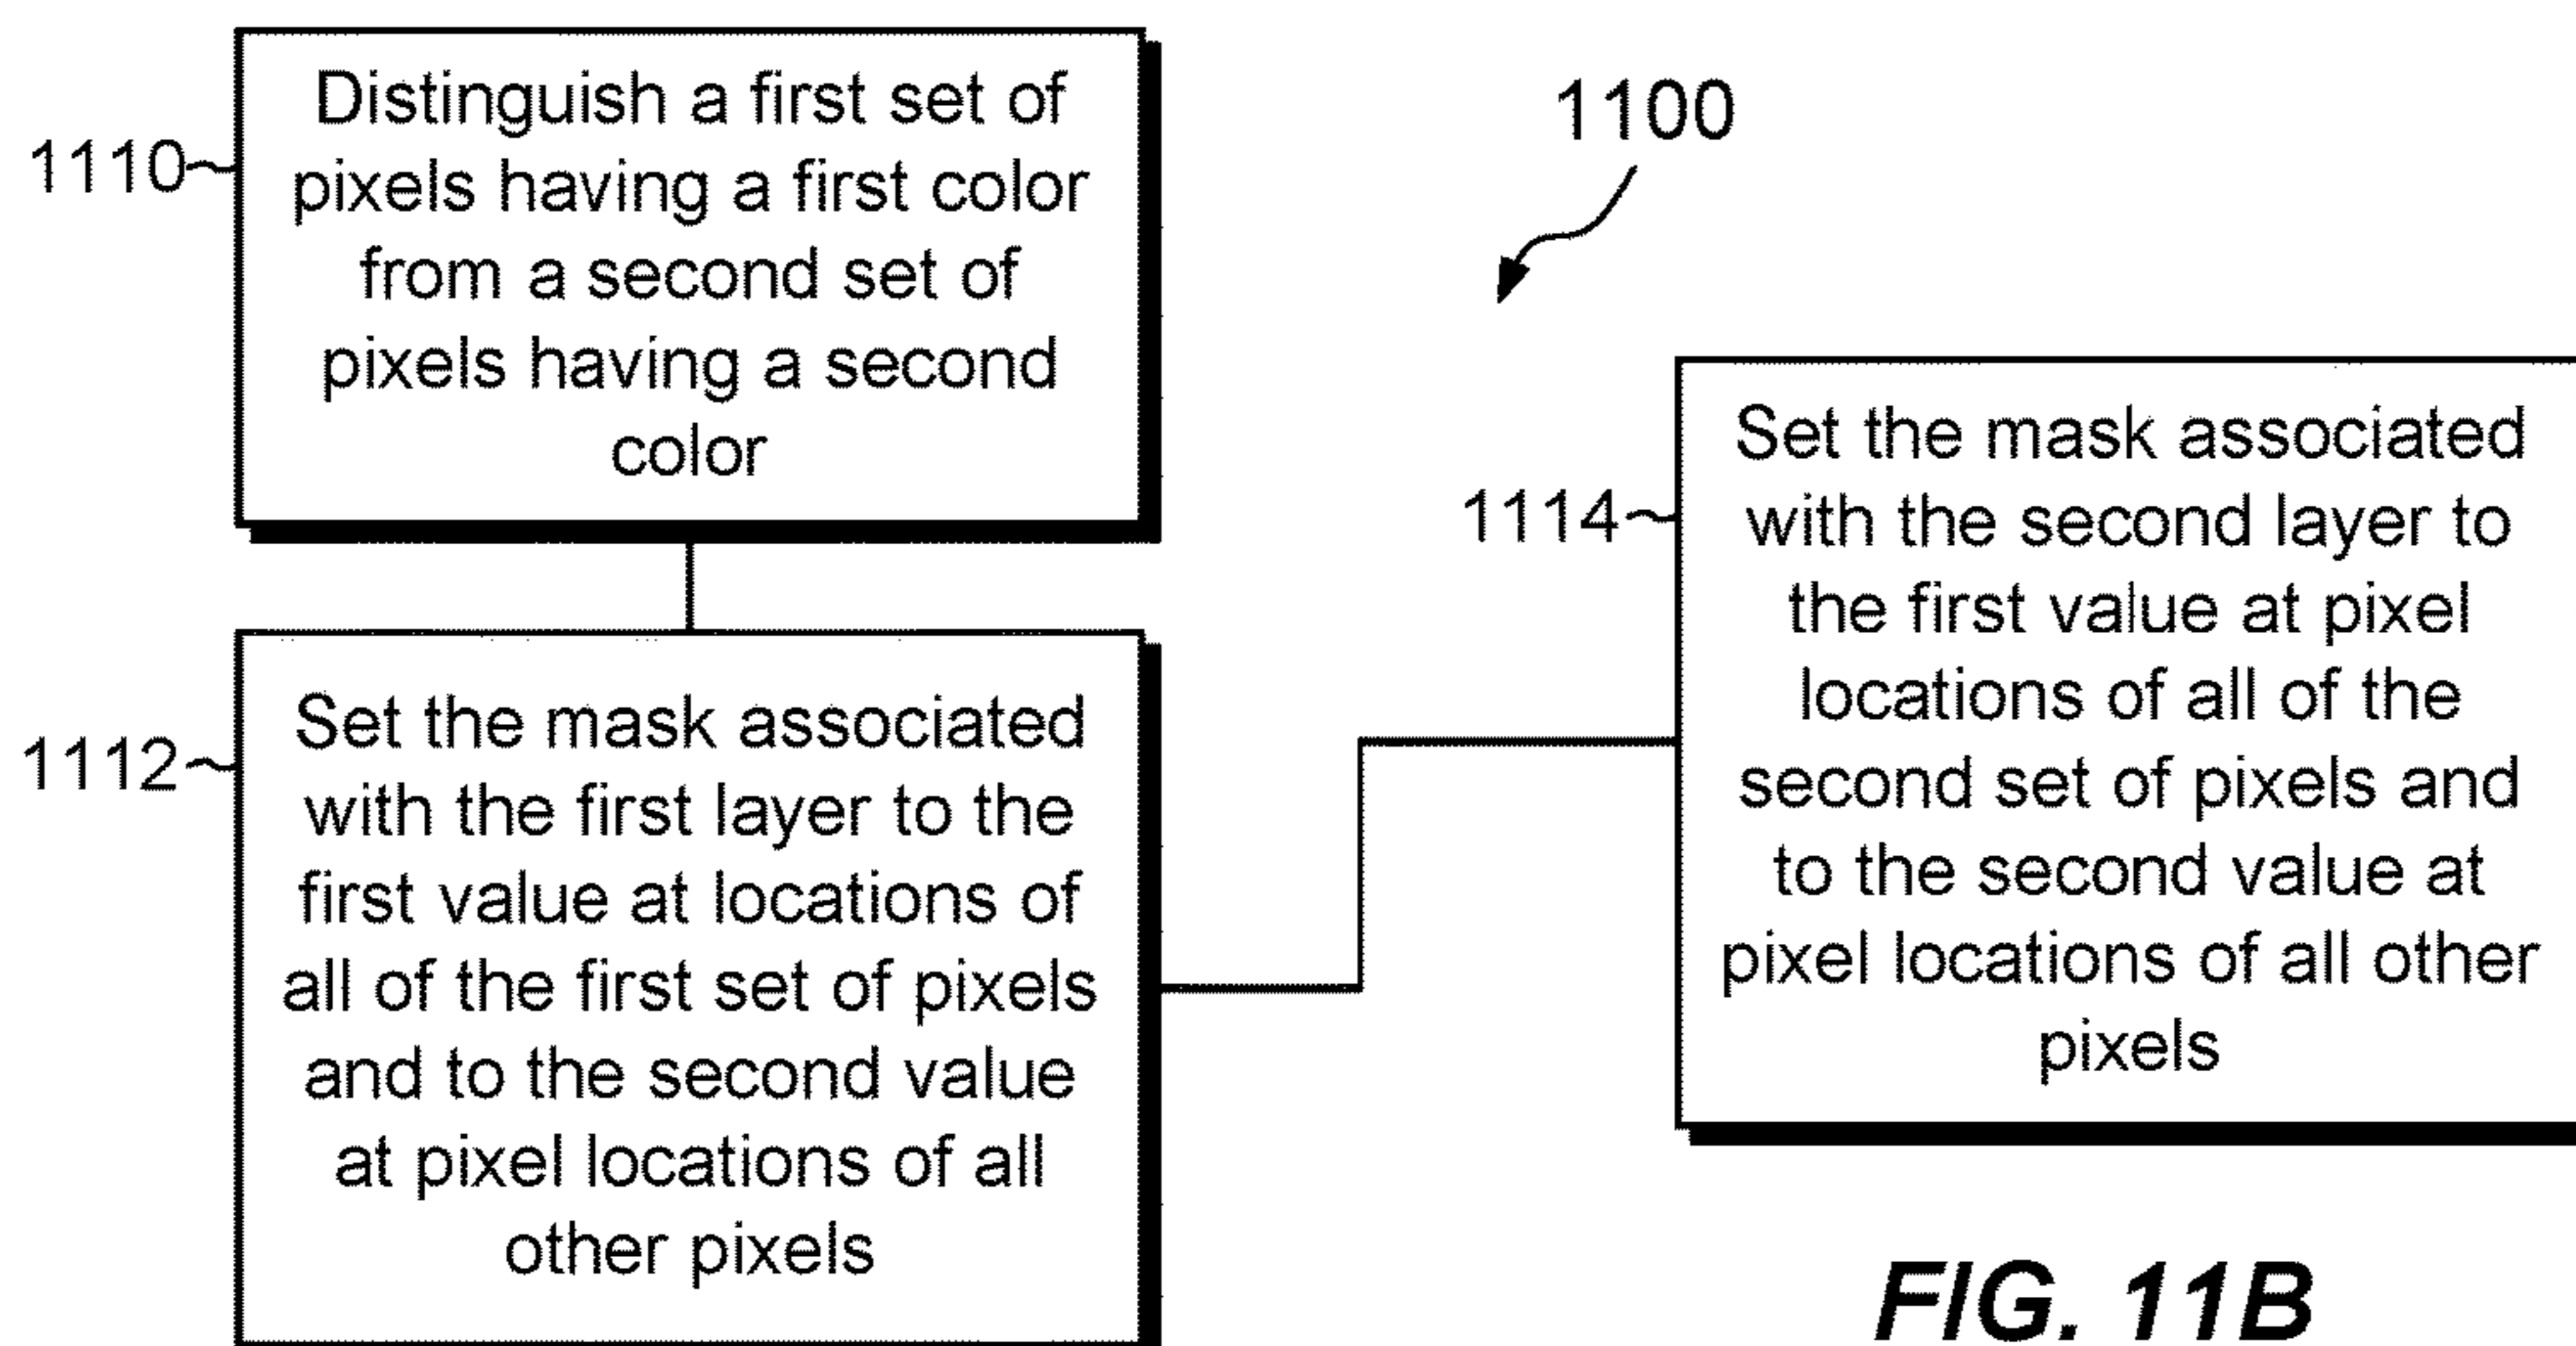 1110
Distinguish a first set of
pixels having a first color
from a second set of
pixels having a second
color
1100
1112
Set the mask associated
with the first layer to the
first value at locations of
all of the first set of pixels
and to the second value
at pixel locations of all
other pixels
1114
Set the mask associated
with the second layer to
the first value at pixel
locations of all of the
second set of pixels and
to the second value at
pixel locations of all other
pixels
FIG. 11B